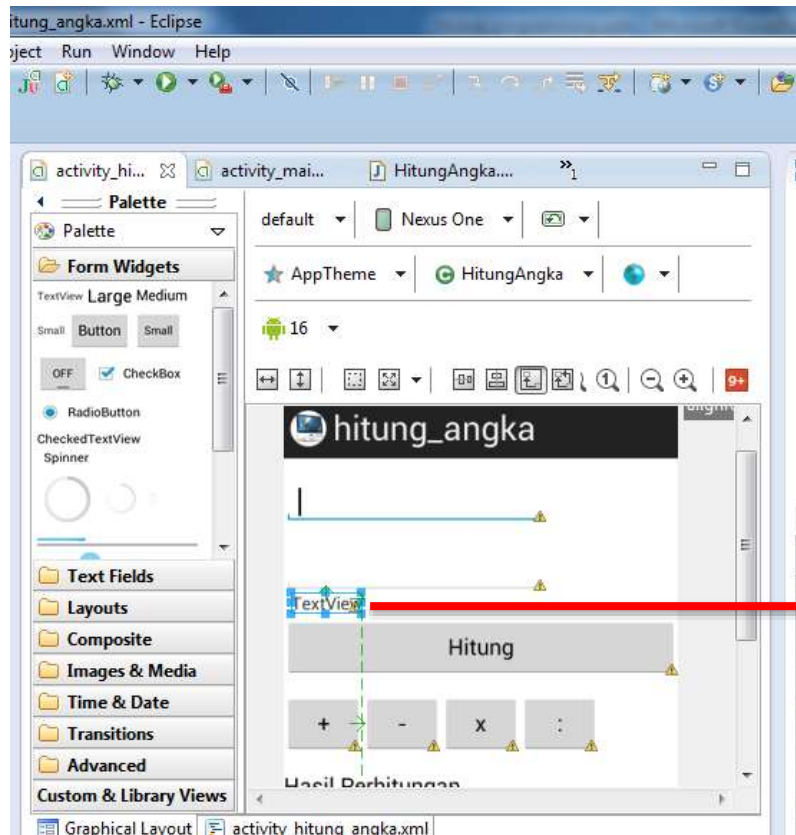 itung_angka.xml - Eclipse
oject Run Window Help
activity_hi... activity_mai... HitungAngka.... »1
Palette
Palette
default Nexus One
Form Widgets
AppTheme HitungAngka
TextView Large Medium
Small Button Small
16
OFF CheckBox
RadioButton
CheckedTextView
Spinner
9+
hitung_angka
Text Fields
TextView
Layouts
Composite
Hitung
Images & Media
Time & Date
Transitions
+ - x :
Advanced
Hasil Perhitungan
Custom & Library Views
Graphical Layout activity_hitung_angka.xml